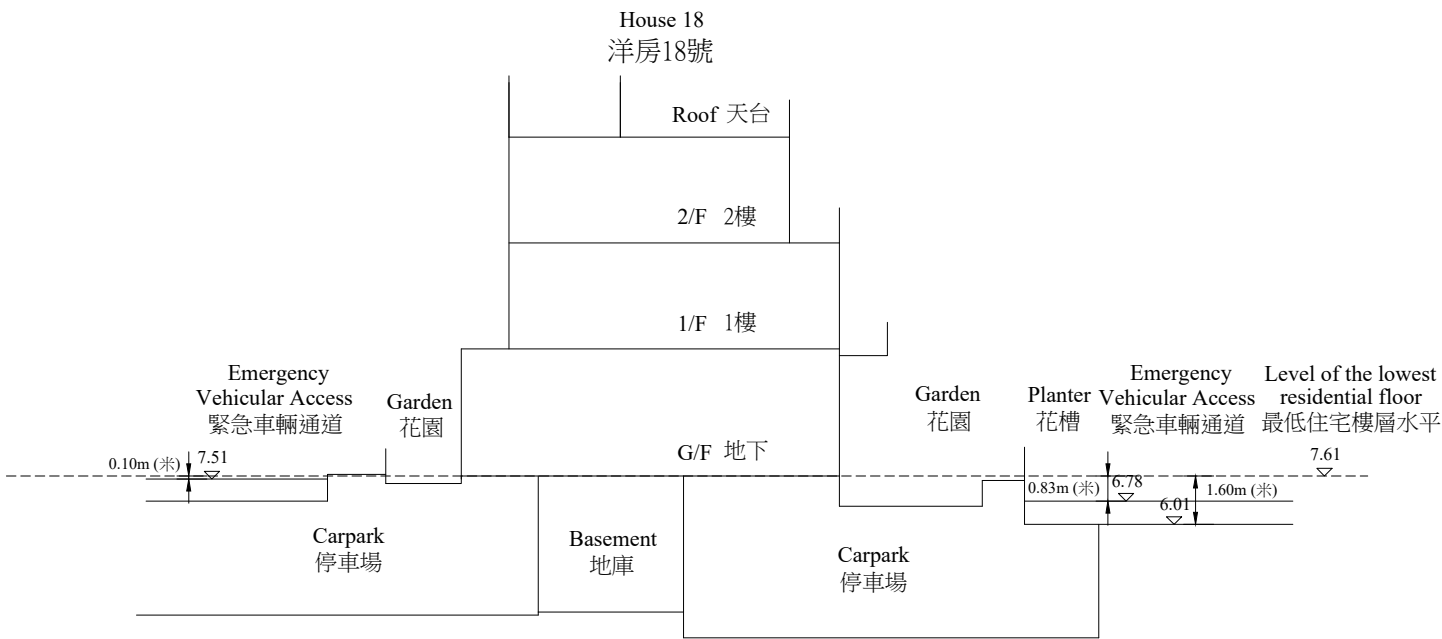 House 18
洋房18號
Roof 天台
2/F 2樓
1/F 1樓
Emergency
Vehicular Access
緊急車輛通道
Garden
花園
Garden
花園
Planter
花槽
Emergency
Vehicular Access
緊急車輛通道
Level of the lowest
residential floor
最低住宅樓層水平
G/F 地下
0.10m (米)
7.51
7.61
0.83m (米)
6.78
1.60m (米)
6.01
Carpark
停車場
Basement
地庫
Carpark
停車場